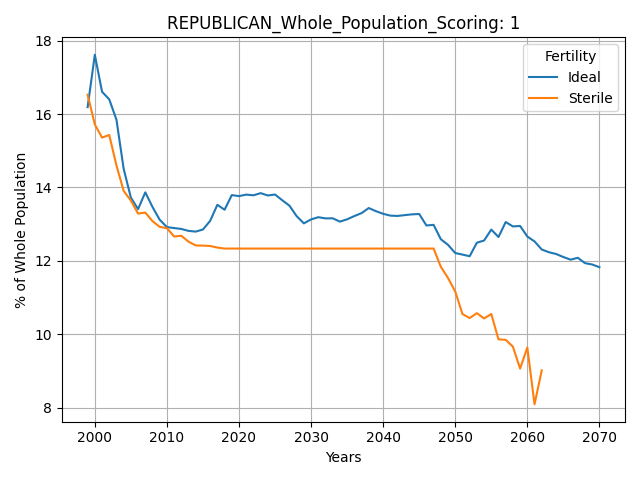 REPUBLICAN_Whole_Population_Scoring: 1
Fertility
Ideal
Sterile
% of Whole Population
18
16
14
12
10
8
2000 2010 2020 2030 2040 2050 2060 2070
Years